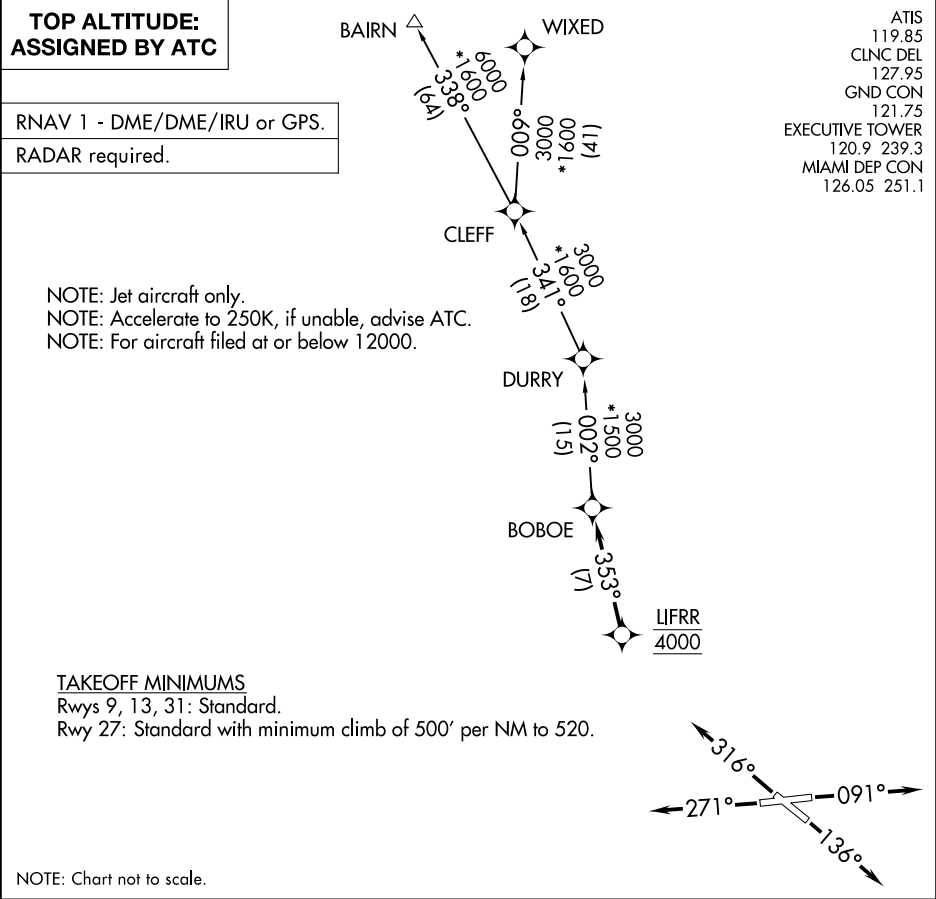 TOP ALTITUDE:
ASSIGNED BY ATC
RNAV 1 - DME/DME/IRU or GPS.
RADAR required.
ATIS
119.85
CLNC DEL
127.95
GND CON
121.75
EXECUTIVE TOWER
120.9 239.3
MIAMI DEP CON
126.05 251.1
BAIRN
WIXED
6000
*1600
338°
(64)
009°
3000
*1600
(41)
CLEFF
3000
*1600
341°
(18)
NOTE: Jet aircraft only.
NOTE: Accelerate to 250K, if unable, advise ATC.
NOTE: For aircraft filed at or below 12000.
DURRY
3000
*1500
002°
(15)
BOBOE
353°
(7)
LIFRR
4000
TAKEOFF MINIMUMS
Rwys 9, 13, 31: Standard.
Rwy 27: Standard with minimum climb of 500' per NM to 520.
316°
271°
091°
136°
NOTE: Chart not to scale.